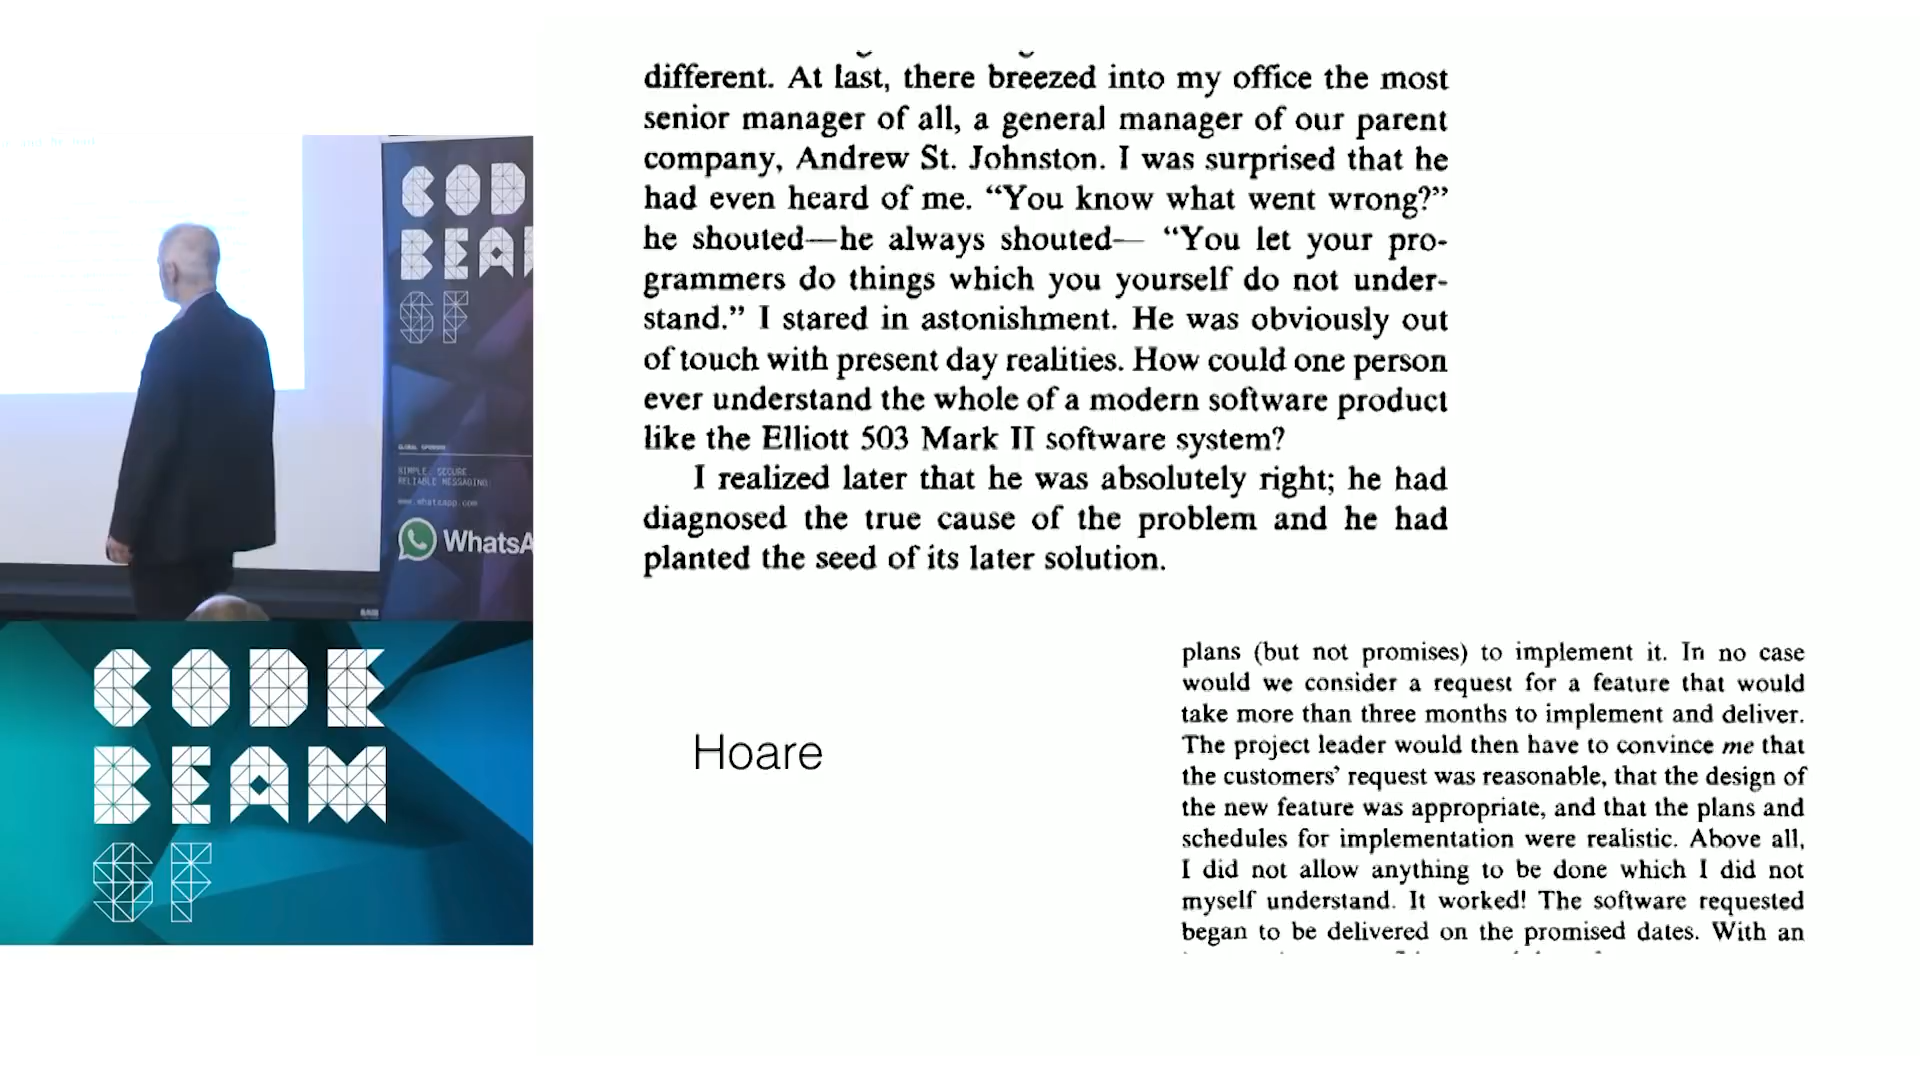 different. At last, there breezed into my office the most
senior manager of all, a general manager of our parent
company, Andrew St. Johnston. I was surprised that he
had even heard of me. “You know what went wrong?”
he shouted—he always shouted— “You let your pro-
grammers do things which you yourself do not under-
stand.” I stared in astonishment. He was obviously out
of touch with present day realities. How could one person
ever understand the whole of a modern software product
like the Elliott 503 Mark II software system?
I realized later that he was absolutely right; he had
diagnosed the true cause of the problem and he had
planted the seed of its later solution.
Hoare
plans (but not promises) to implement it. In no case
would we consider a request for a feature that would
take more than three months to implement and deliver.
The project leader would then have to convince me that
the customers’ request was reasonable, that the design of
the new feature was appropriate, and that the plans and
schedules for implementation were realistic. Above all,
I did not allow anything to be done which I did not
myself understand. It worked! The software requested
began to be delivered on the promised dates. With an
COD
BEA
SF
GLOBAL SPONSOR
SIMPLE, SECURE
RELIABLE MESSAGING
www.whatsapp.com
WhatsA
CODE
BEAM
SF